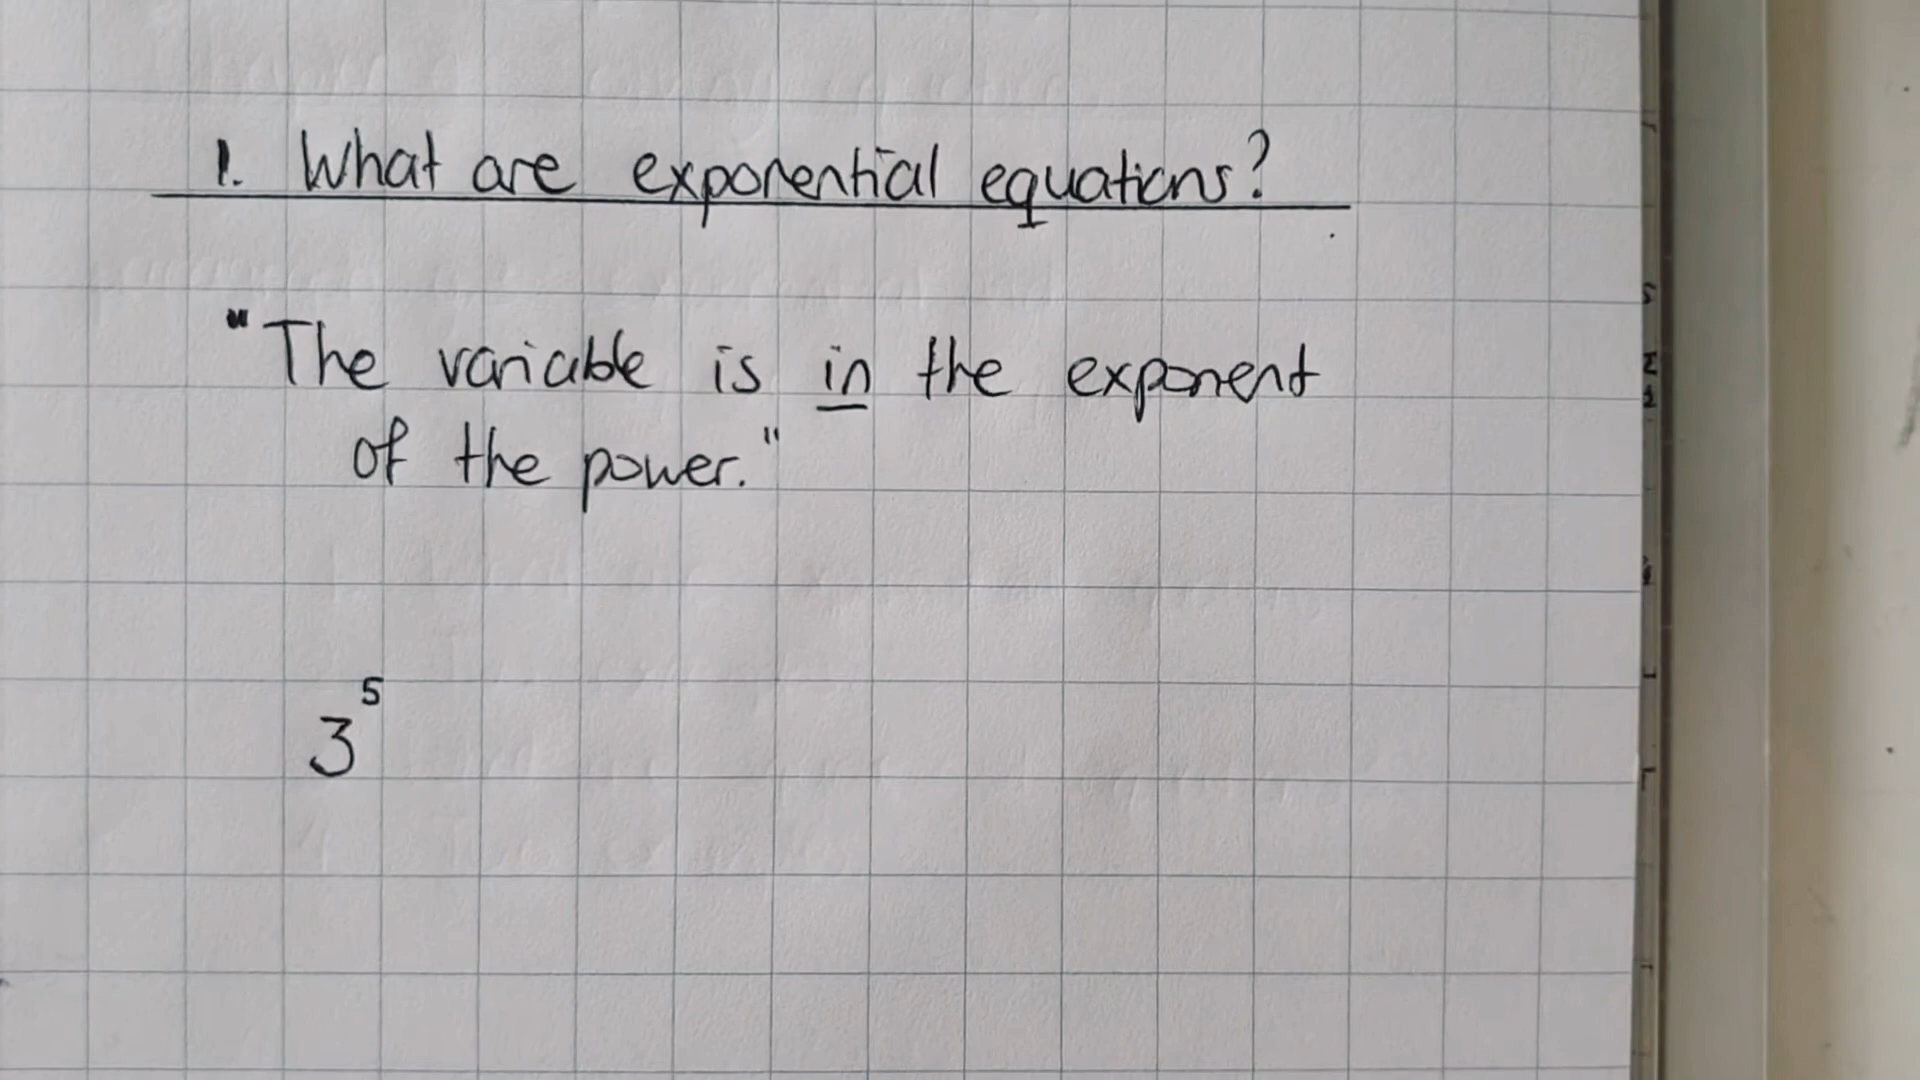 1. What are exponential equations?
"The variable is in the exponent
of the power."
3⁵